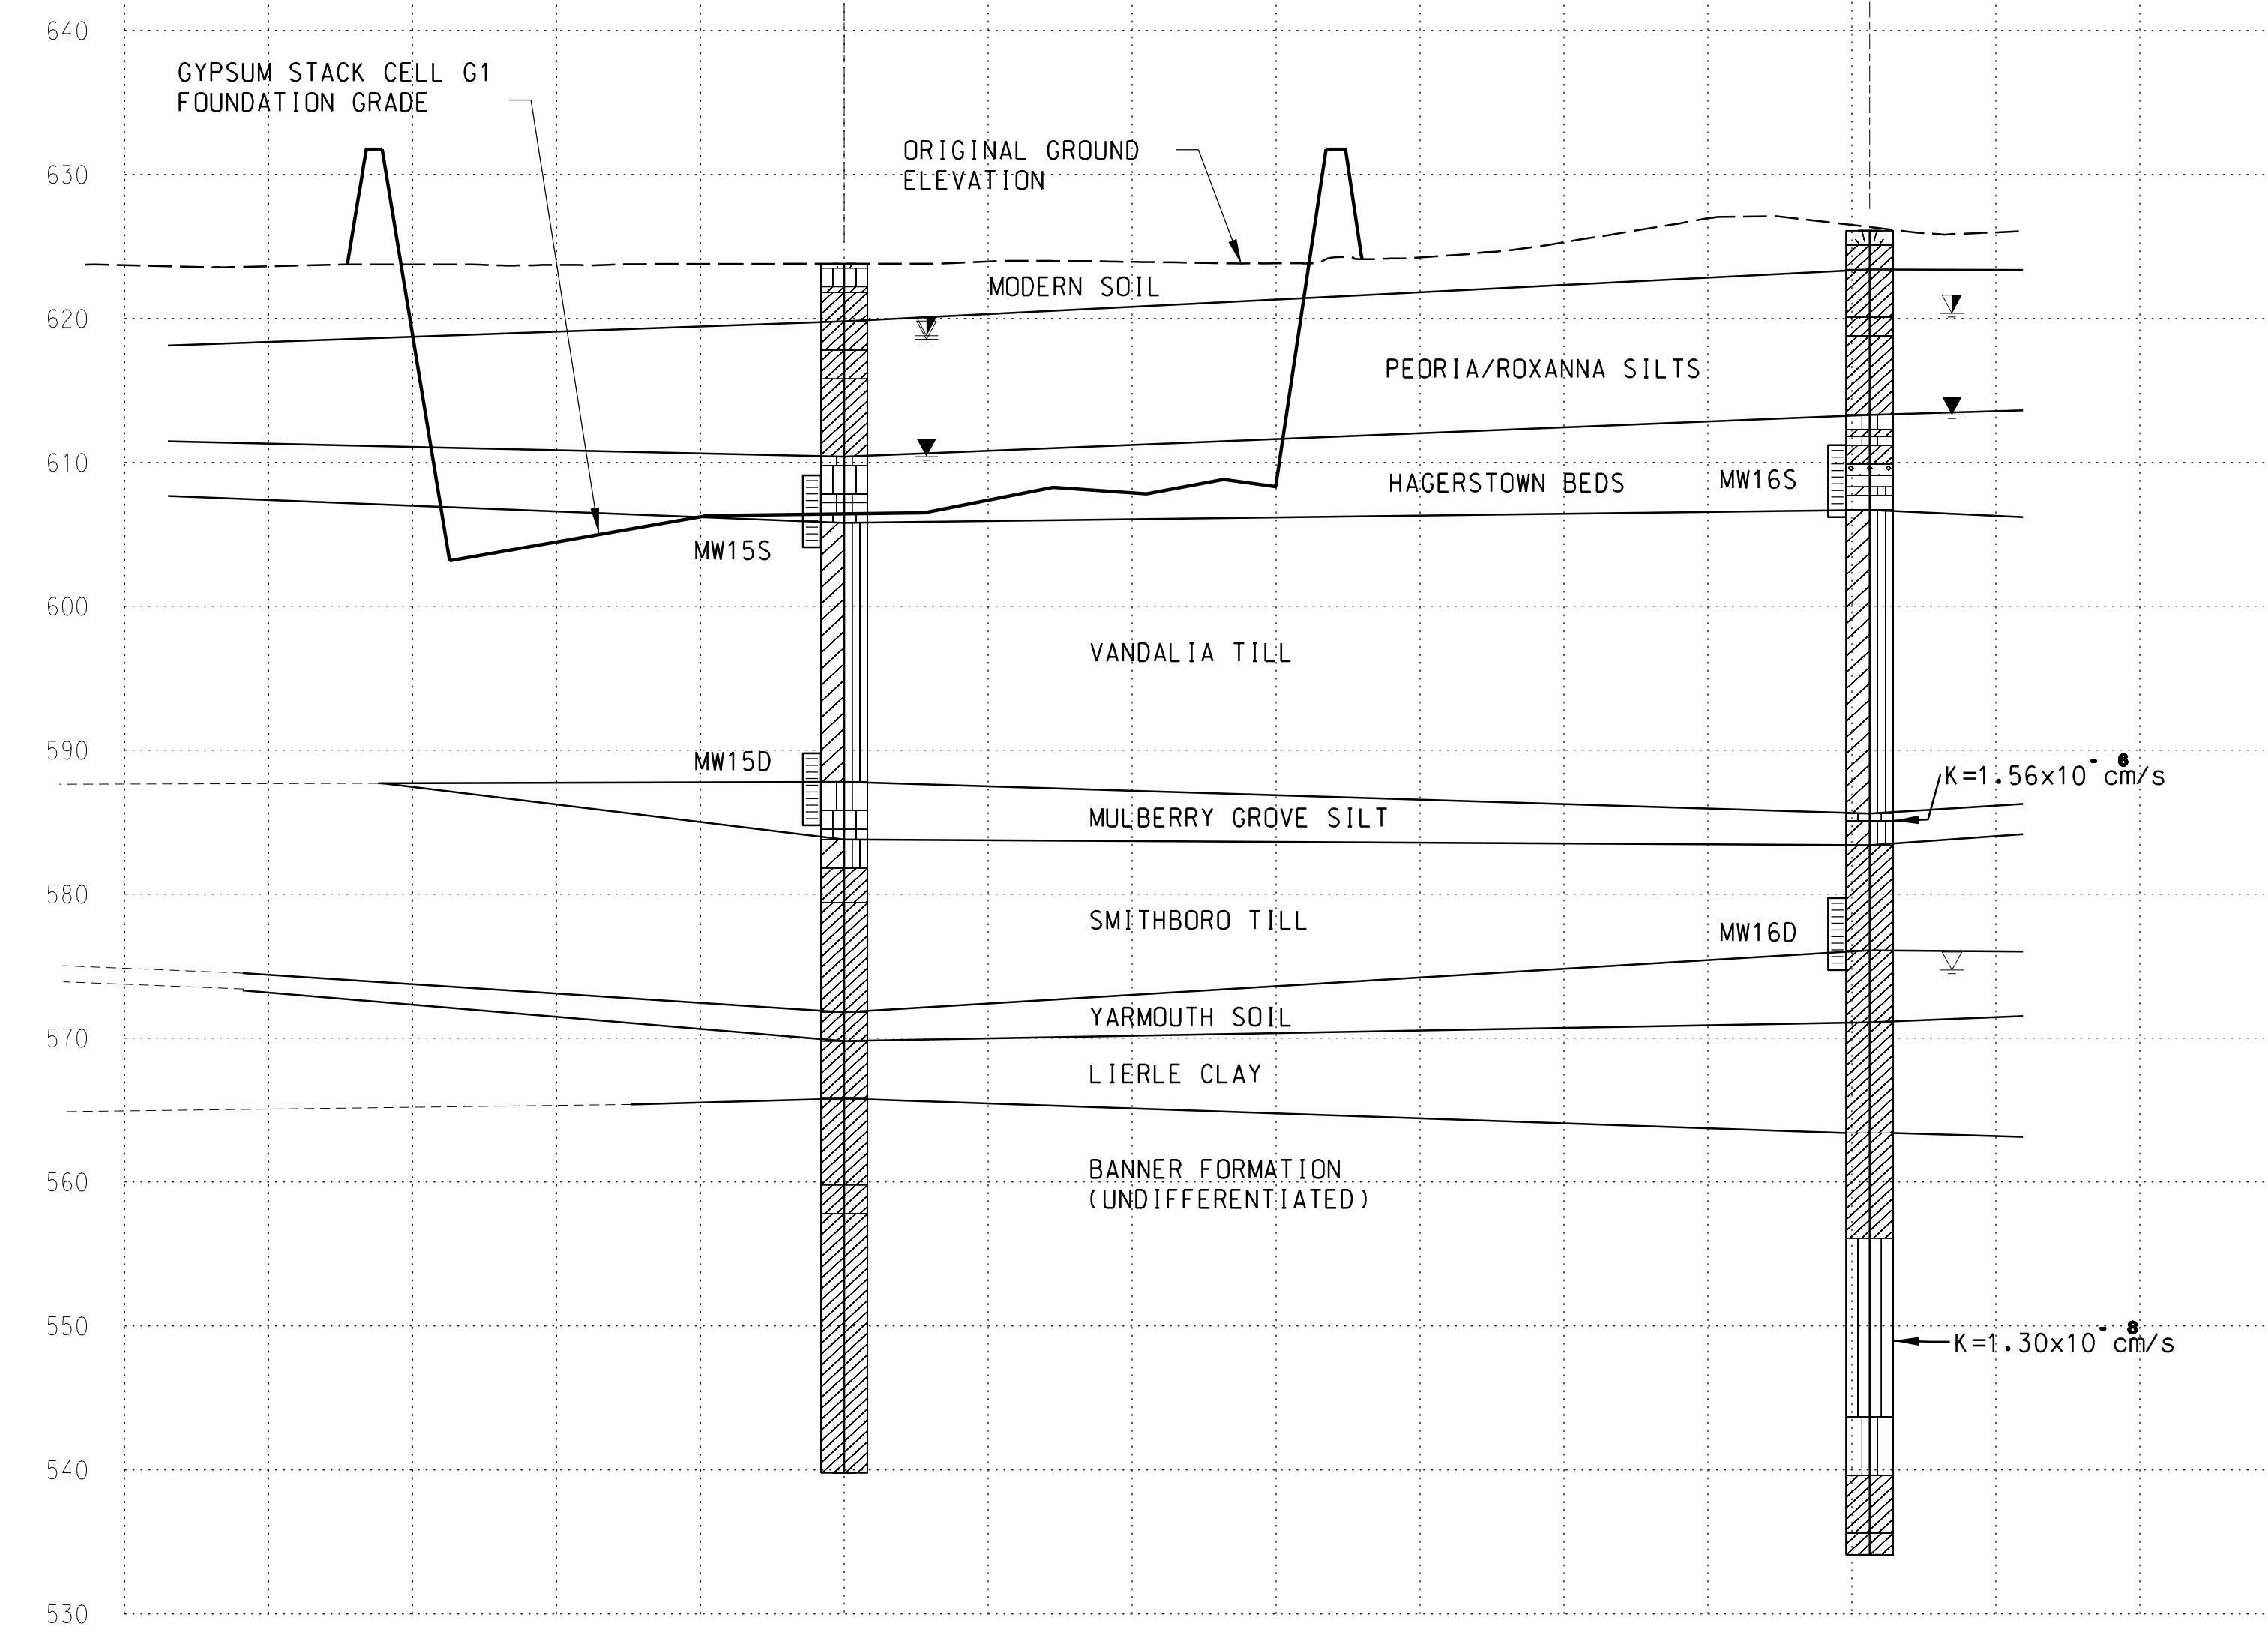 640
GYPSUM STACK CELL G1
FOUNDATION GRADE
ORIGINAL GROUND
ELEVATION
630
MODERN SOIL
620
PEORIA/ROXANNA SILTS
610
HAGERSTOWN BEDS
MW16S
MW15S
600
VANDALIA TILL
590
MW15D
K=1.56x10⁻⁶ cm/s
MULBERRY GROVE SILT
580
SMITHBORO TILL
MW16D
YARMOUTH SOIL
570
LIERLE CLAY
560
BANNER FORMATION
(UNDIFFERENTIATED)
550
K=1.30x10⁻⁸ cm/s
540
530